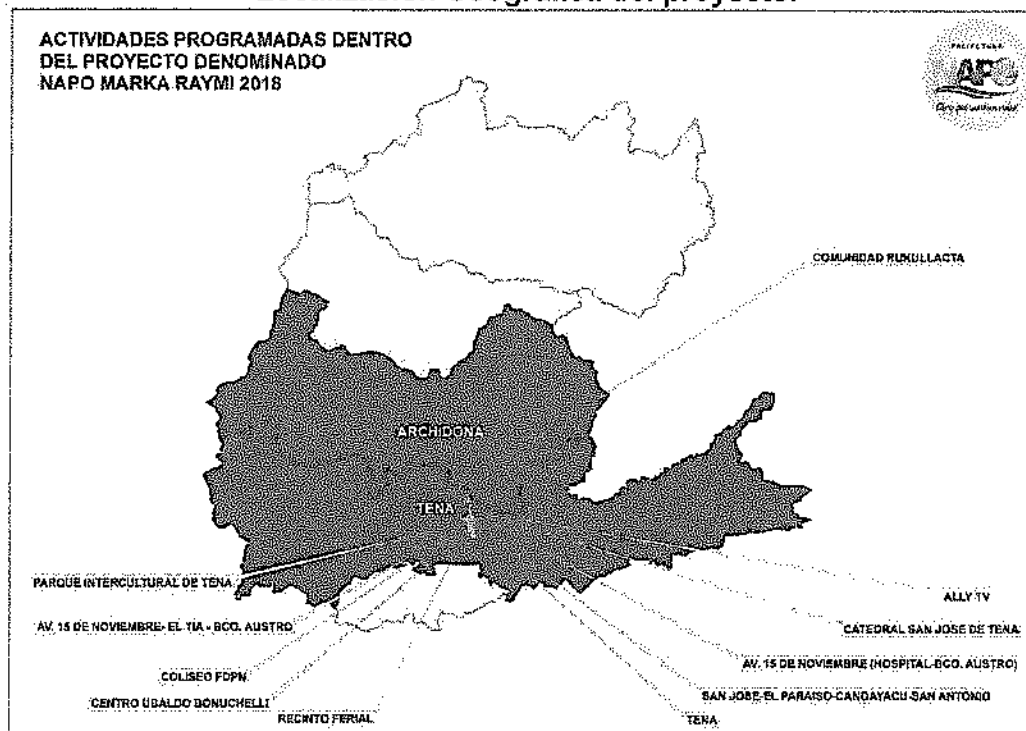 ACTIVIDADES PROGRAMADAS DENTRO
DEL PROYECTO DENOMINADO
NAPO MARKA RAYMI 2018
PREFECTURA
COMUNIDAD RUKULLACTA
ARCHIDONA
TENA
PARQUE INTERCULTURAL DE TENA
ALLY TV
AV. 15 DE NOVIEMBRE- EL TIA - BCO. AUSTRO
CATEDRAL SAN JOSE DE TENA
COLISEO FDPN
AV. 15 DE NOVIEMBRE (HOSPITAL-BCO. AUSTRO)
CENTRO UBALDO BONUCHELLI
SAN JOSE-EL PARAISO-CANDAYACU-SAN ANTONIO
RECINTO FERIAL
TENA